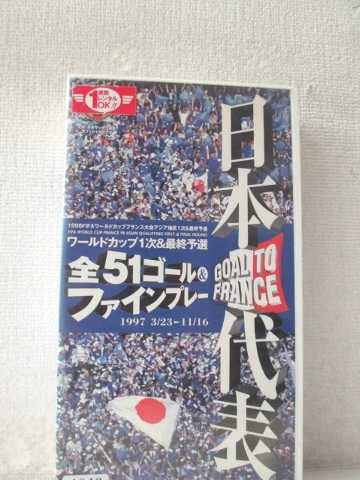 1週間
レンタル
OK!!
日本代表
GOAL TO
FRANCE
1998FIFAワールドカップフランス大会アジア地区1次&最終予選
FIFA WORLD CUP FRANCE 98 ASIAN QUALIFYING FIRST & FINAL ROUND
ワールドカップ1次&最終予選
全51ゴール&
ファインプレー
1997 3/23~11/16